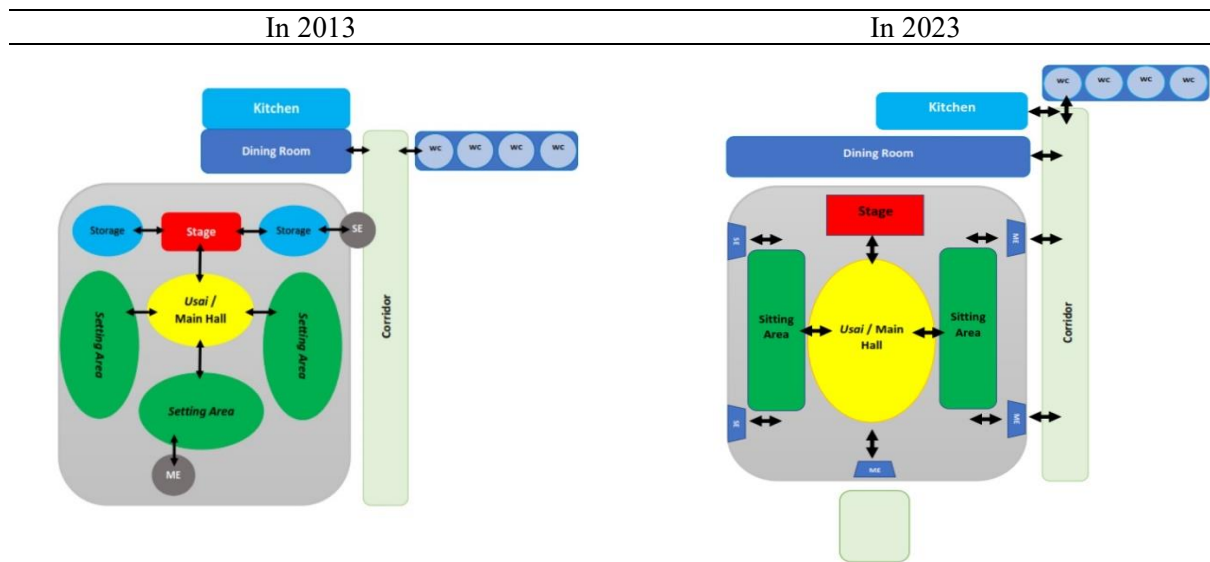 In 2013
Kitchen
Dining Room
WC WC WC WC
Storage
Stage
Storage
SE
Usai /
Main Hall
Setting Area
Setting Area
Setting Area
ME
Corridor
In 2023
WC WC WC WC
Kitchen
Dining Room
Stage
SE
ME
Sitting
Area
Usai / Main
Hall
Sitting
Area
SE
ME
ME
Corridor